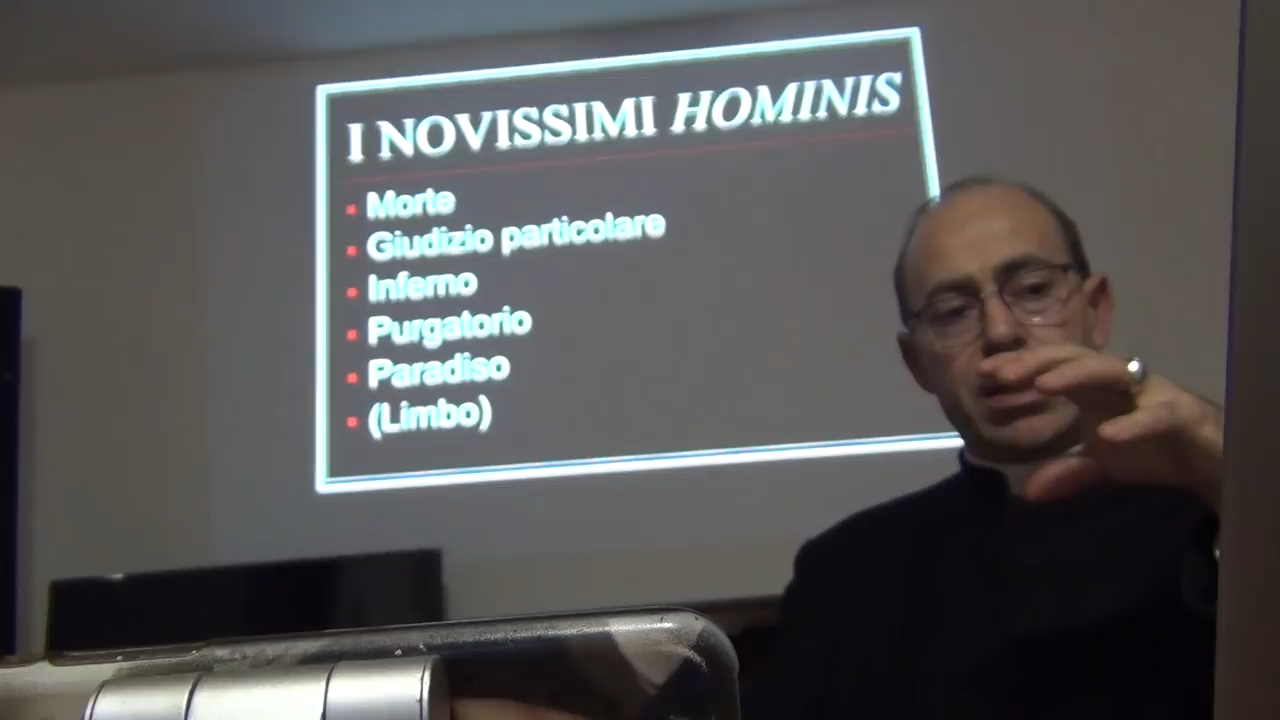 I NOVISSIMI HOMINIS
Morte
Giudizio particolare
Inferno
Purgatorio
Paradiso
(Limbo)